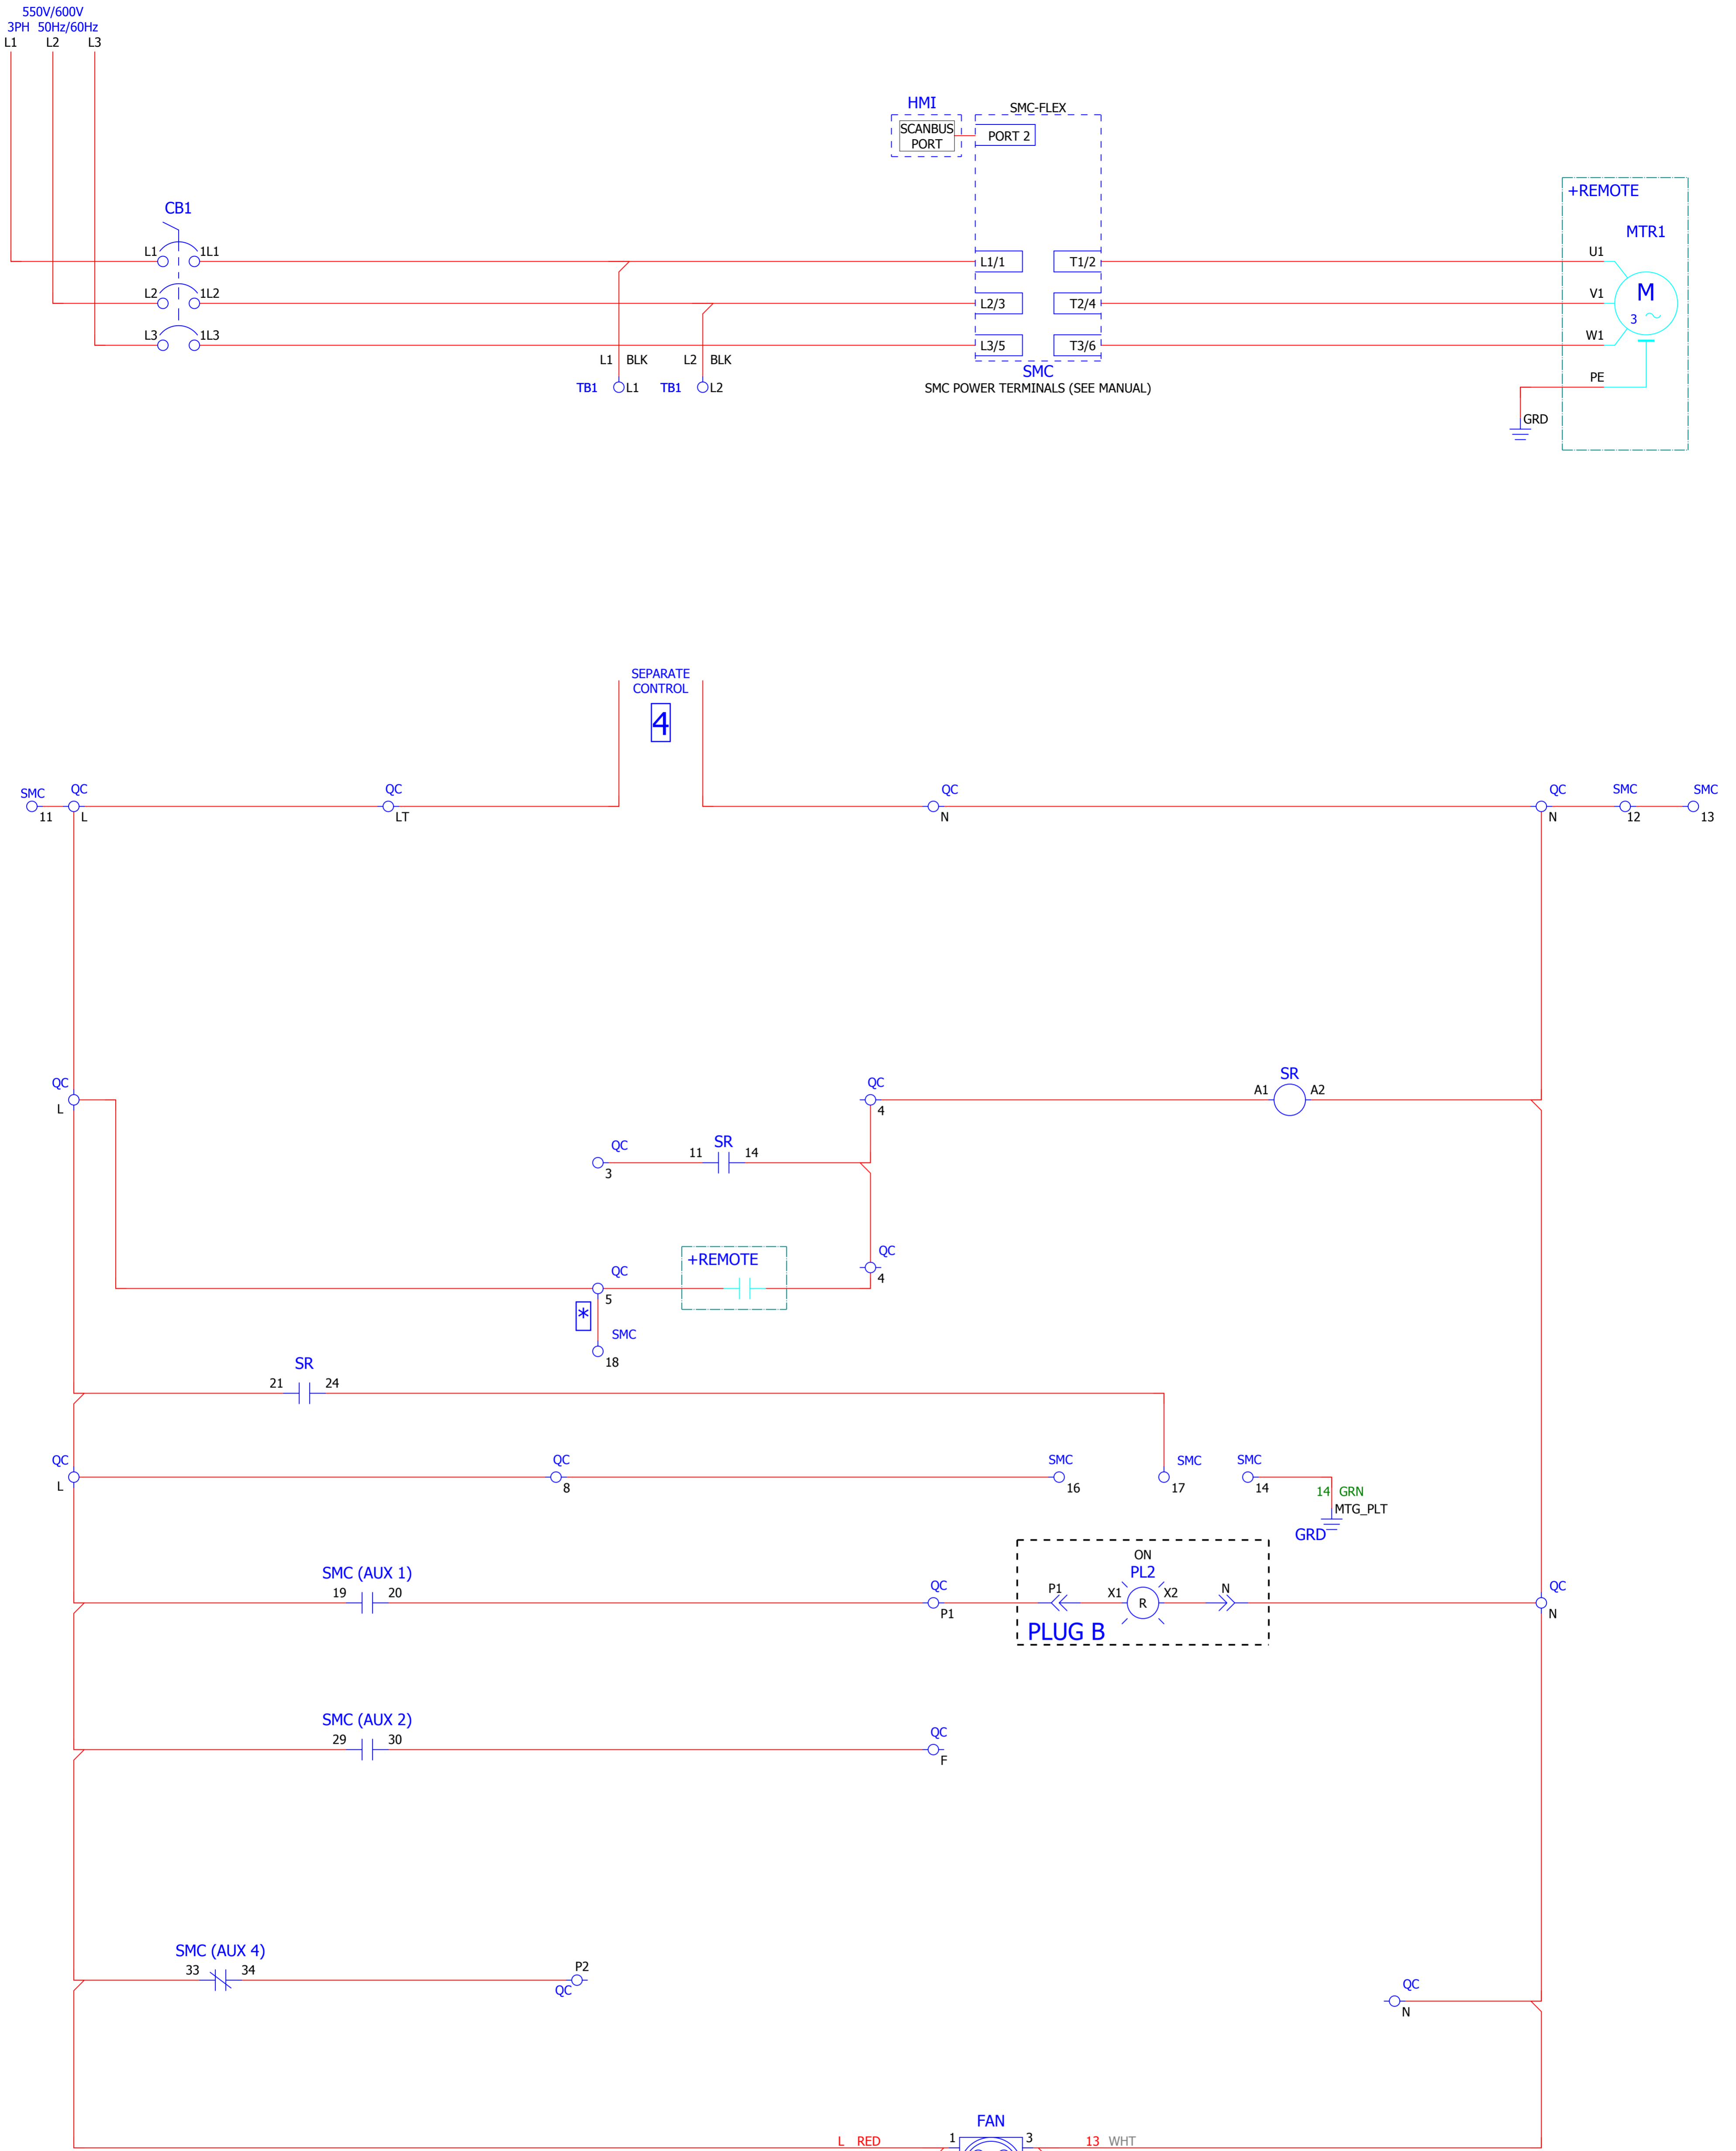 550V/600V
3PH 50Hz/60Hz
L1 L2 L3
HMI
SCANBUS
PORT
SMC-FLEX
PORT 2
+REMOTE
MTR1
CB1
L1 1L1
L2 1L2
L3 1L3
L1/1 T1/2
L2/3 T2/4
L3/5 T3/6
U1
V1
W1
M
3
PE
GRD
L1 BLK
L2 BLK
TB1 L1
TB1 L2
SMC
SMC POWER TERMINALS (SEE MANUAL)
SEPARATE
CONTROL
4
SMC
11
QC
L
QC
LT
QC
N
QC
N
SMC
12
SMC
13
QC
L
QC
4
SR
A1 A2
QC
3
SR
11 14
+REMOTE
QC
4
QC
5
*
SMC
18
SR
21 24
QC
L
QC
8
SMC
16
SMC
17
SMC
14
14 GRN
MTG_PLT
GRD
SMC (AUX 1)
19 20
QC
P1
ON
PL2
P1 X1 R X2 N
PLUG B
QC
N
SMC (AUX 2)
29 30
QC
F
SMC (AUX 4)
33 34
P2
QC
QC
N
FAN
L RED 1 3 13 WHT